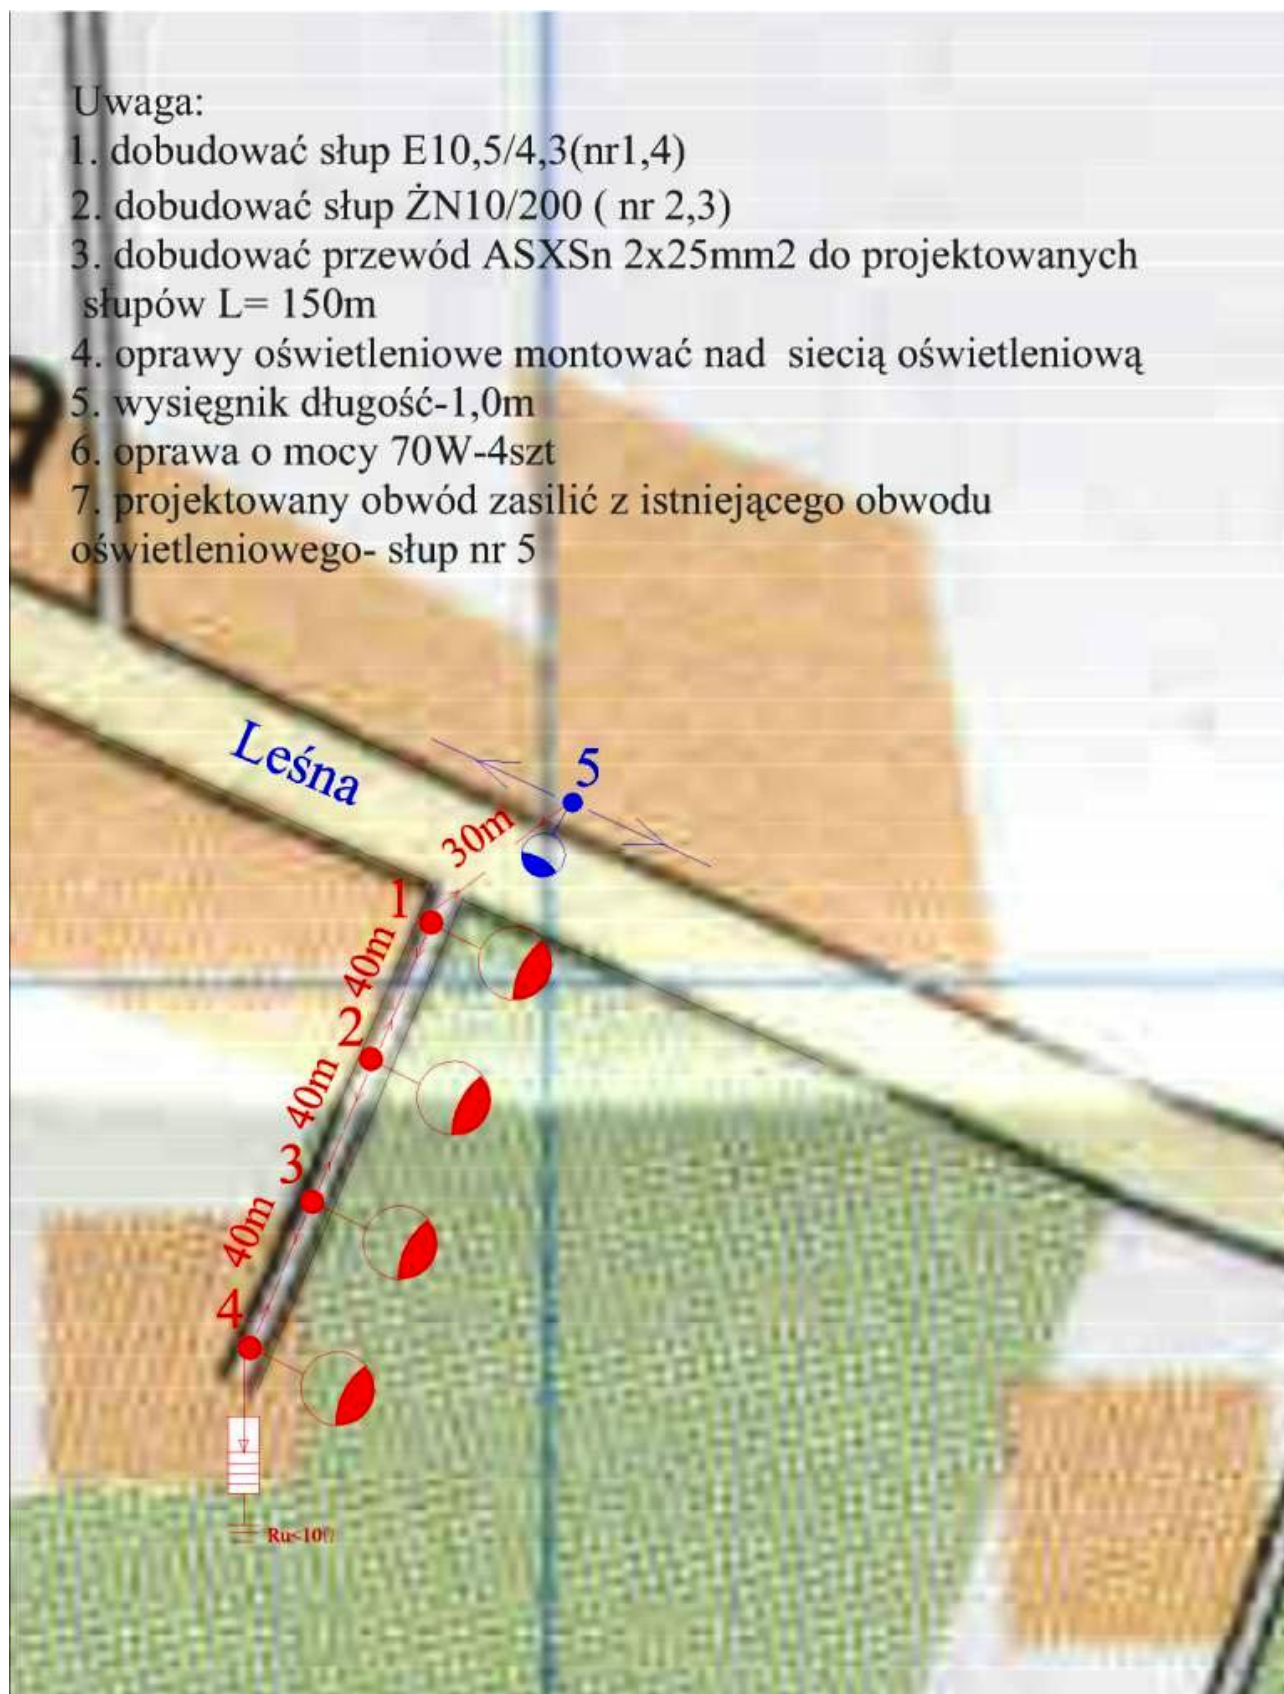 Uwaga:
1. dobudować słup E10,5/4,3(nr1,4)
2. dobudować słup ŻN10/200 ( nr 2,3)
3. dobudować przewód ASXSn 2x25mm2 do projektowanych
słupów L= 150m
4. oprawy oświetleniowe montować nad siecią oświetleniową
5. wysięgnik długość-1,0m
6. oprawa o mocy 70W-4szt
7. projektowany obwód zasilić z istniejącego obwodu
oświetleniowego- słup nr 5
Leśna
5
30m
1
40m
2
40m
3
40m
4
Ru<10Ω